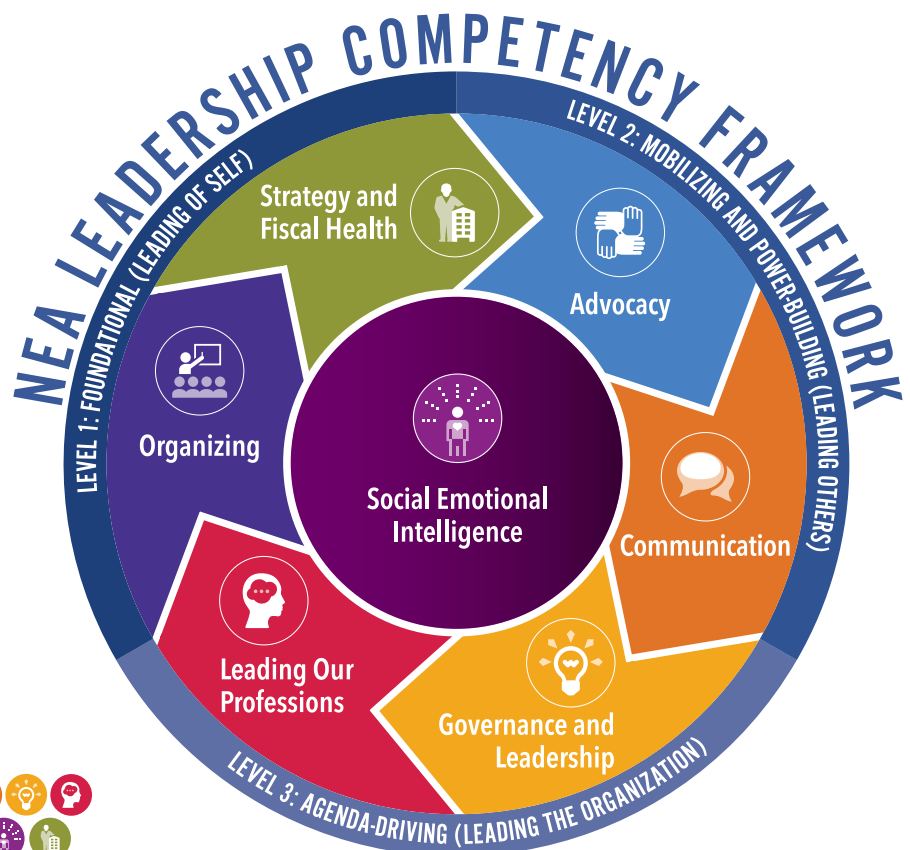 NEA LEADERSHIP COMPETENCY FRAMEWORK
LEVEL 1: FOUNDATIONAL (LEADING OF SELF)
LEVEL 2: MOBILIZING AND POWER-BUILDING (LEADING OTHERS)
Strategy and
Fiscal Health
Advocacy
Organizing
Social Emotional
Intelligence
Communication
Leading Our
Professions
Governance and
Leadership
LEVEL 3: AGENDA-DRIVING (LEADING THE ORGANIZATION)